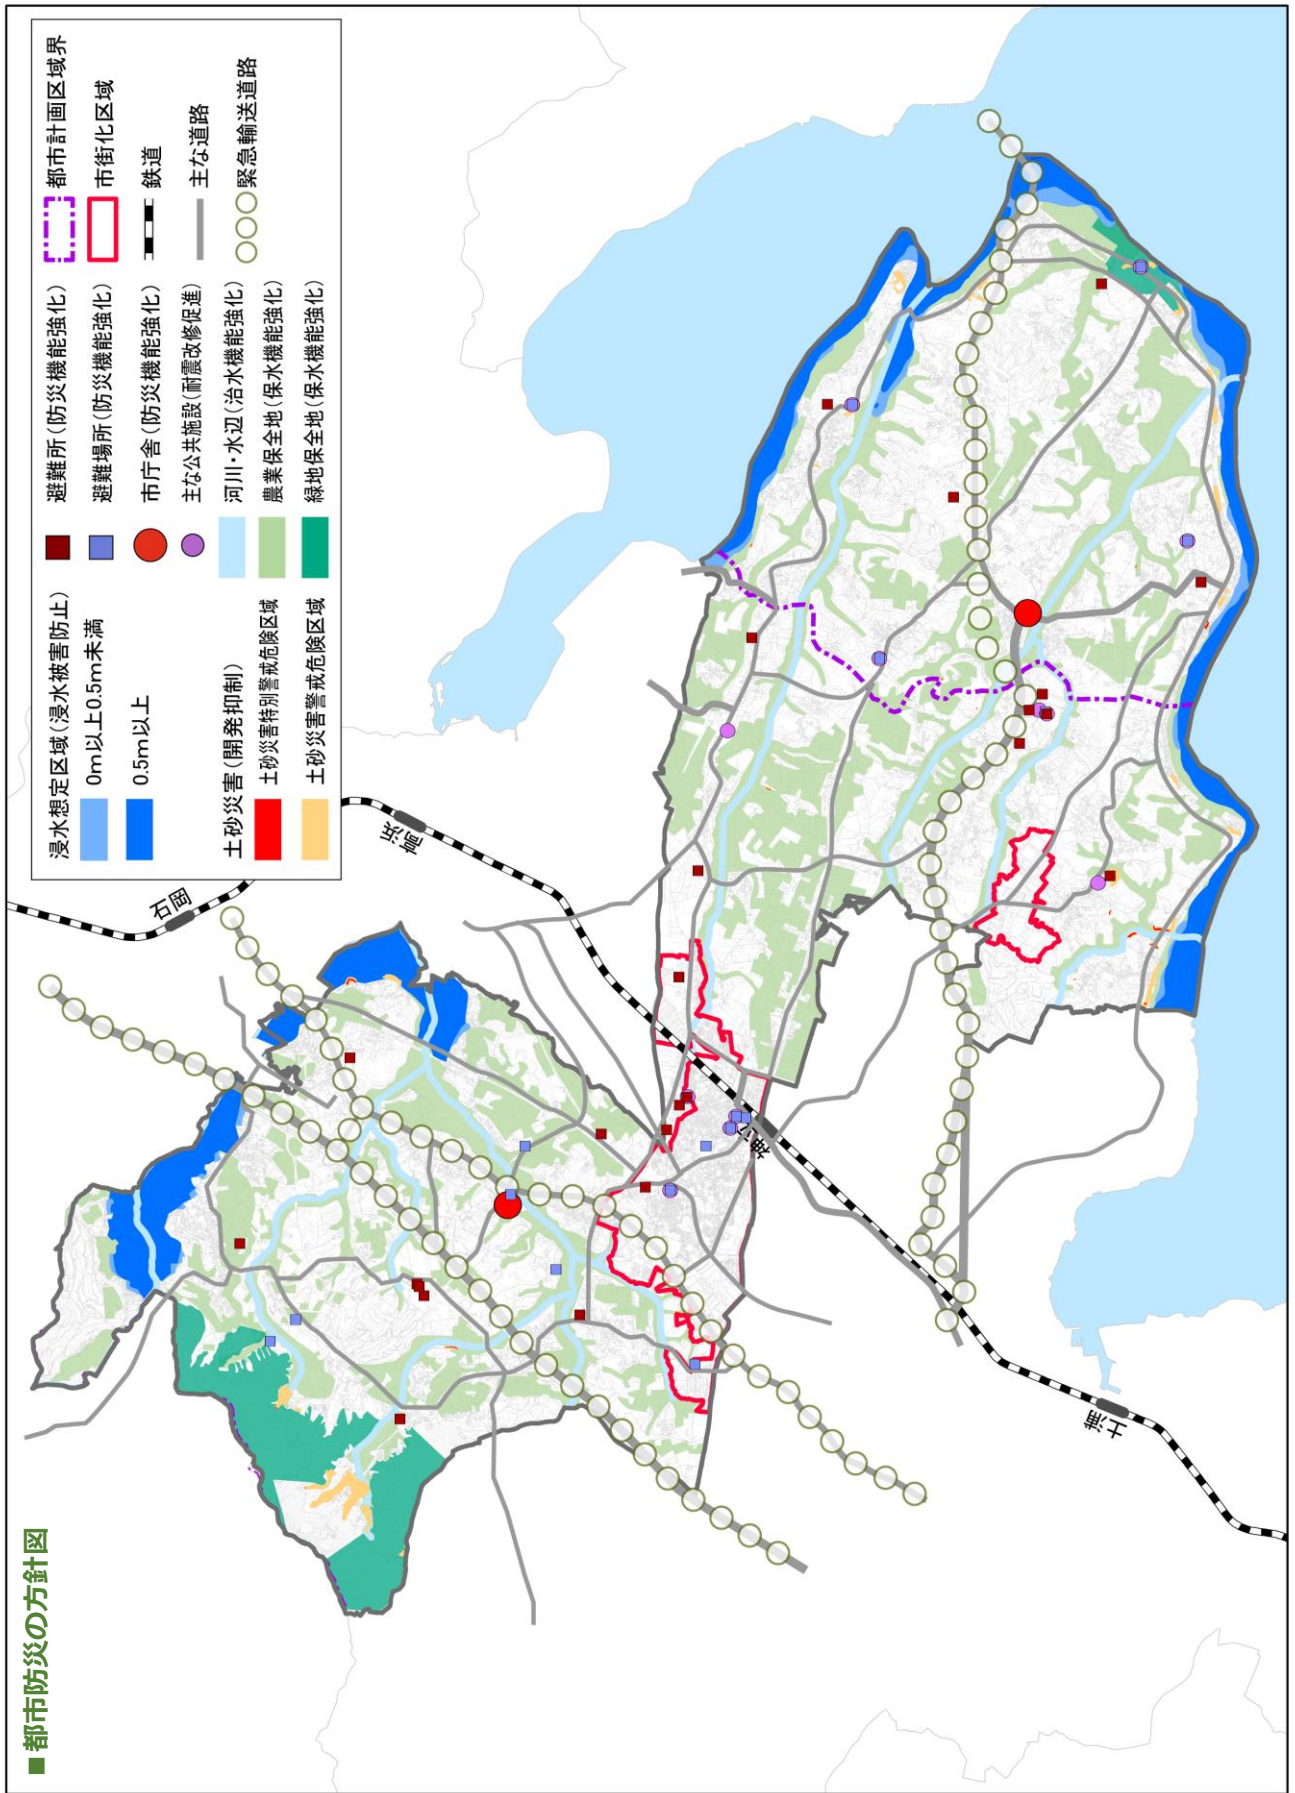 ■都市防災の方針図
浸水想定区域(浸水被害防止)
0m以上0.5m未満
0.5m以上
土砂災害(開発抑制)
土砂災害特別警戒危険区域
土砂災害警戒危険区域
避難所(防災機能強化)
避難場所(防災機能強化)
市庁舎(防災機能強化)
主な公共施設(耐震改修促進)
河川・水辺(治水機能強化)
農業保全地(保水機能強化)
緑地保全地(保水機能強化)
都市計画区域界
市街化区域
鉄道
主な道路
緊急輸送道路
石岡
高浜
神立
土浦